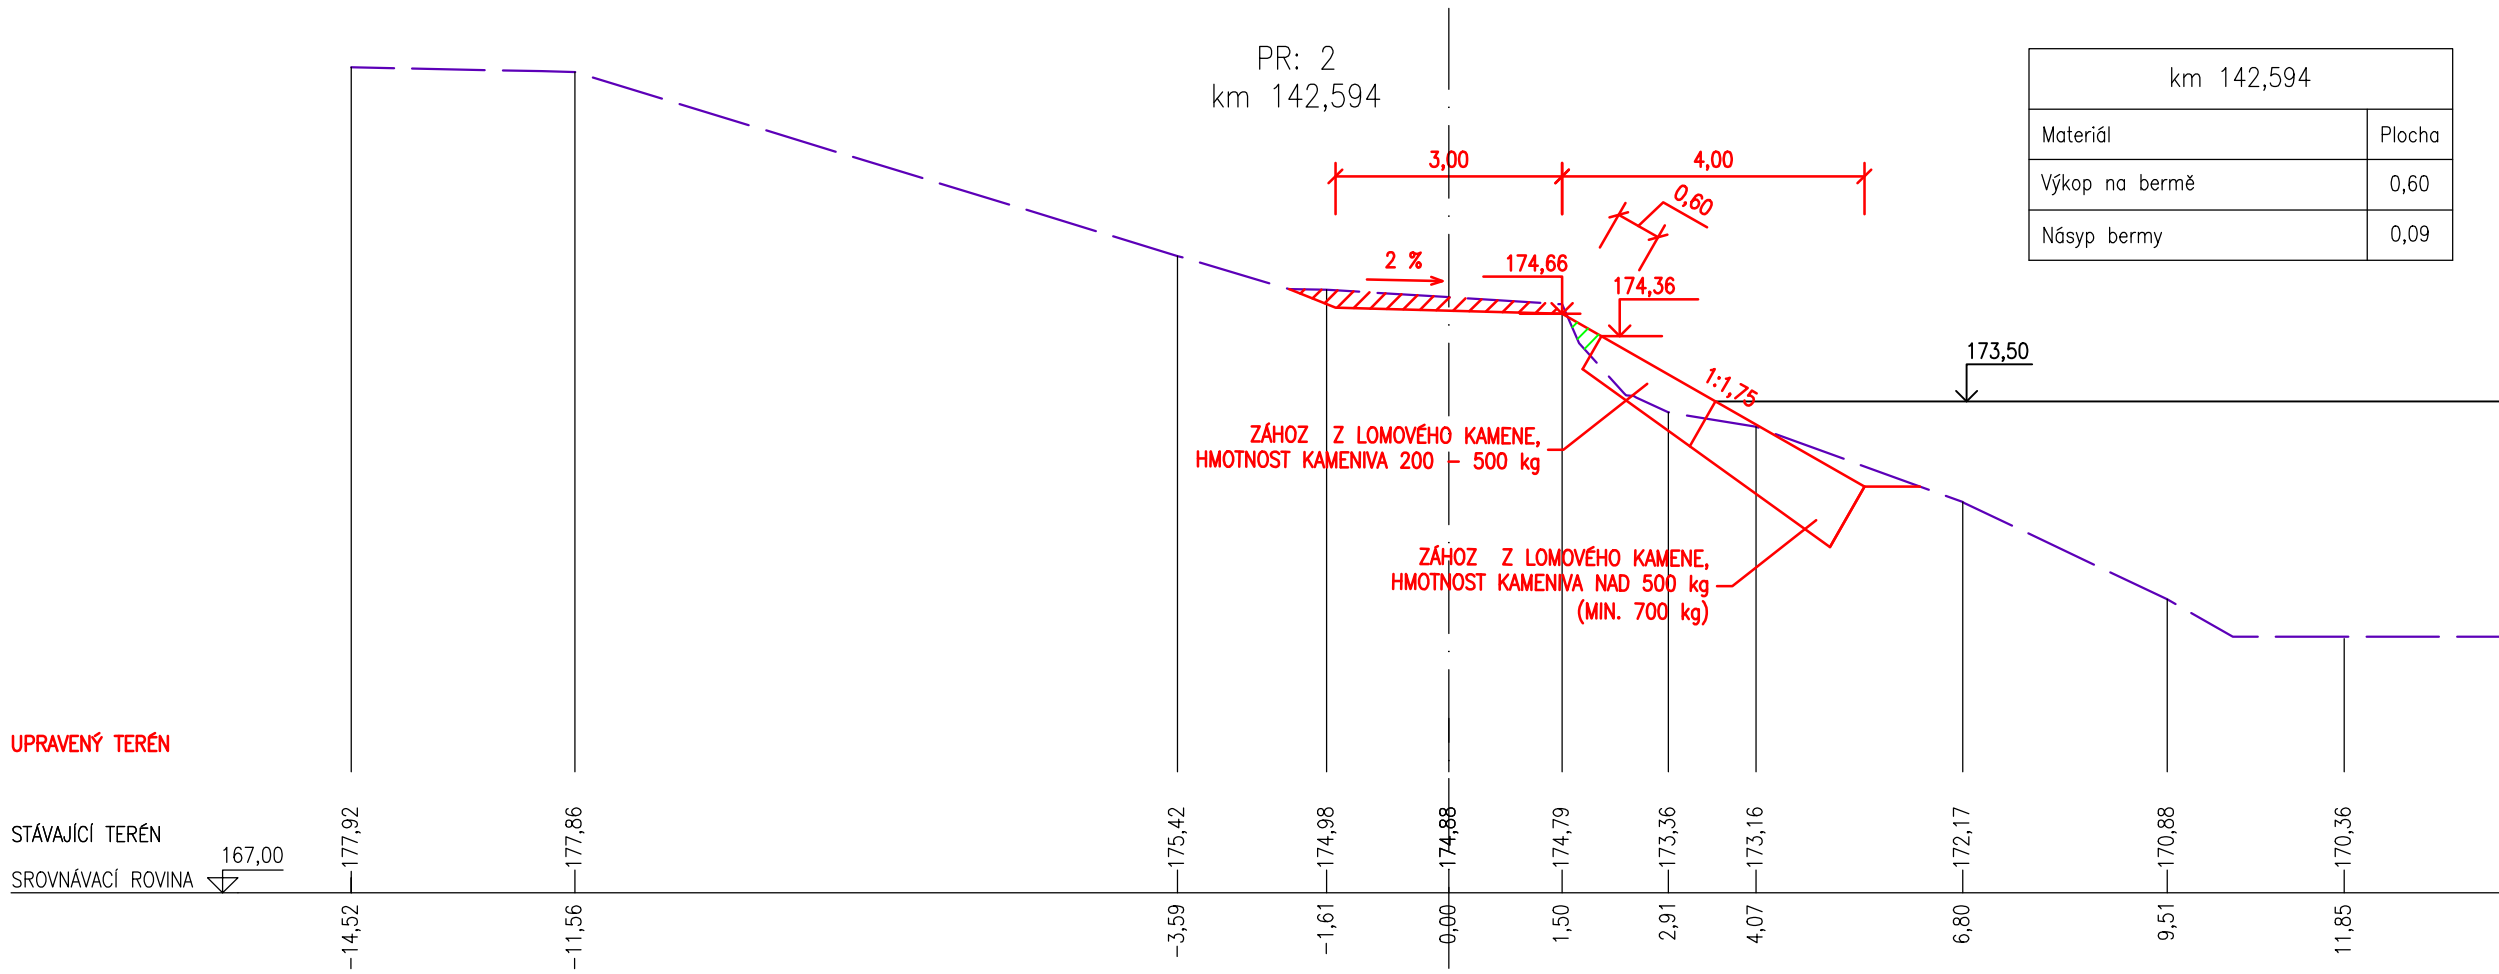 PR: 2
km 142,594
km 142,594
Materiál Plocha
Výkop na bermě 0,60
Násyp bermy 0,09
3,00
4,00
0,60
2 %
174,66
174,36
173,50
1:1,75
ZÁHOZ Z LOMOVÉHO KAMENE,
HMOTNOST KAMENIVA 200 – 500 kg
ZÁHOZ Z LOMOVÉHO KAMENE,
HMOTNOST KAMENIVA NAD 500 kg
(MIN. 700 kg)
UPRAVENÝ TERÉN
STÁVAJÍCÍ TERÉN
177,92
177,86
175,42
174,98
174,88
174,79
173,36
173,16
172,17
170,88
170,36
SROVNÁVACÍ ROVINA
167,00
-14,52
-11,56
-3,59
-1,61
0,00
1,50
2,91
4,07
6,80
9,51
11,85